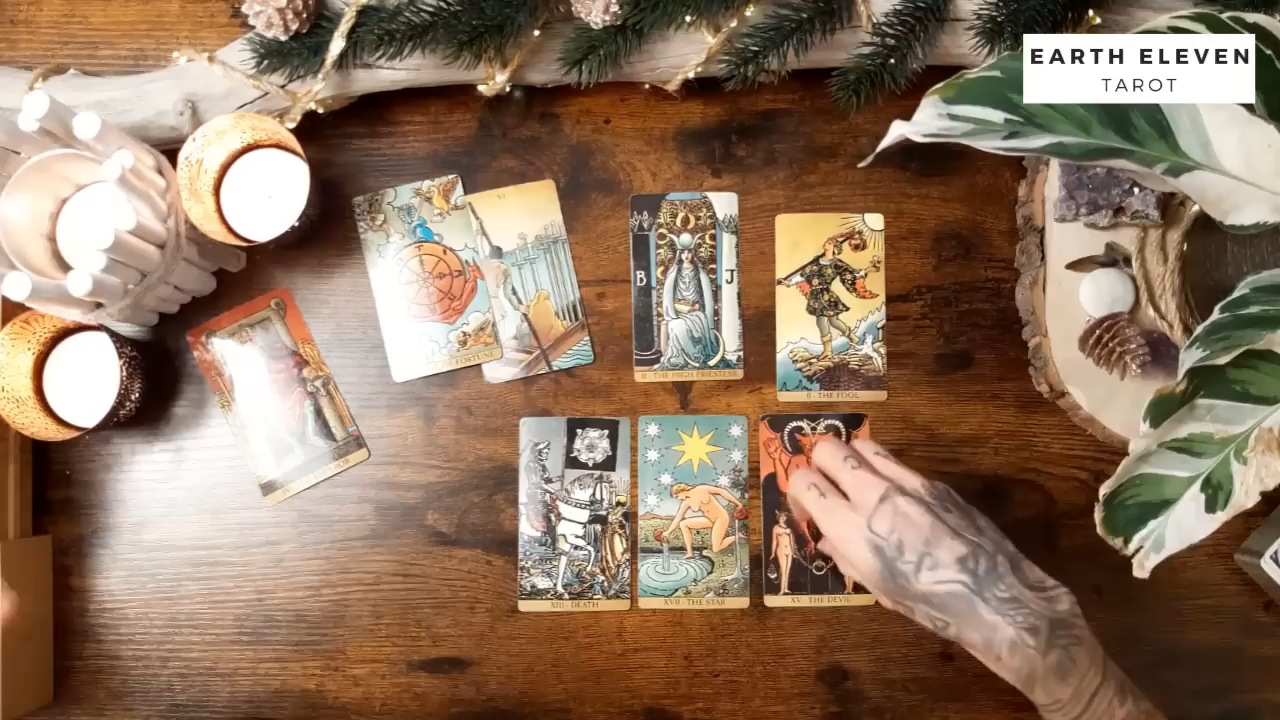 EARTH ELEVEN
TAROT
VI
FORTUNE
B J
II - THE HIGH PRIESTESS
0 - THE FOOL
XIII - DEATH
XVII - THE STAR
XV - THE DEVIL